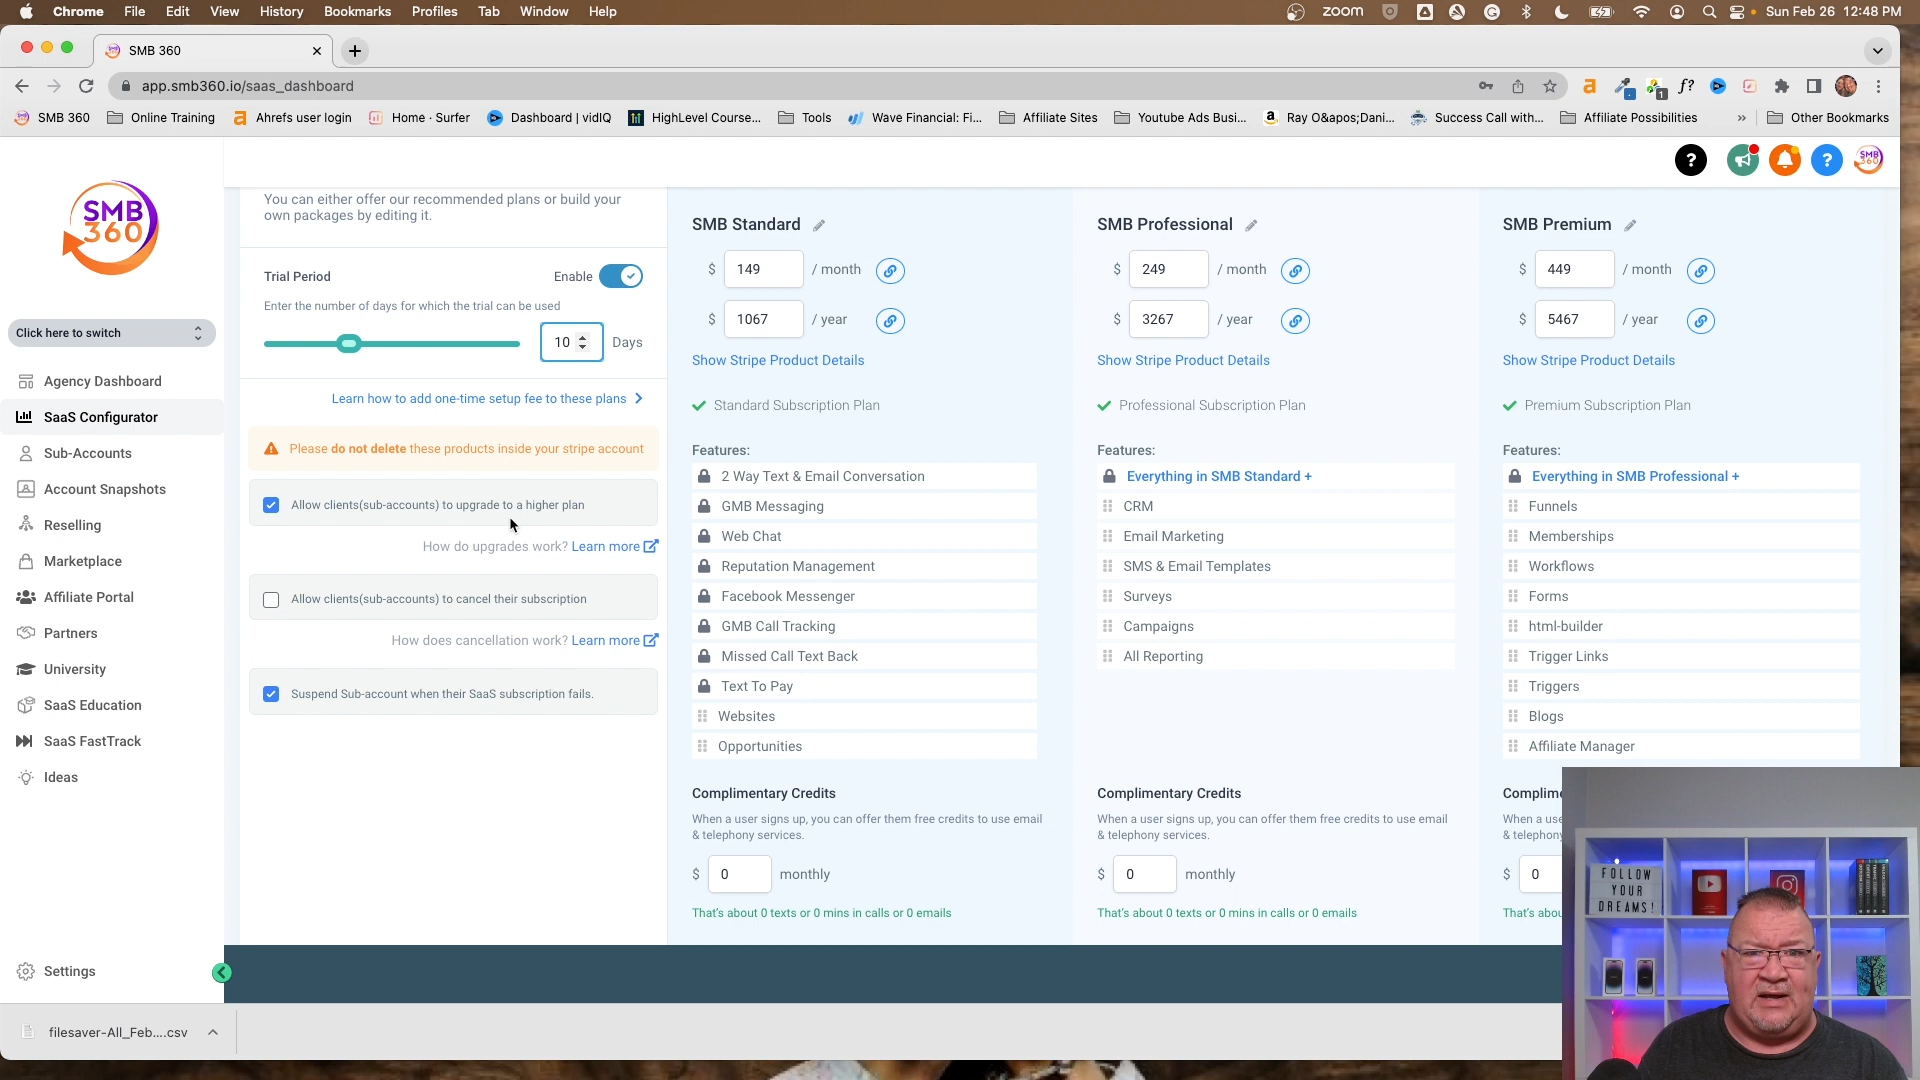 Chrome File Edit View History Bookmarks Profiles Tab Window Help
zoom
Sun Feb 26 12:48 PM
SMB 360
app.smb360.io/saas_dashboard
SMB 360 Online Training Ahrefs user login Home · Surfer Dashboard | vidIQ HighLevel Course... Tools Wave Financial: Fi... Affiliate Sites Youtube Ads Busi... Ray O&apos;Dani... Success Call with... Affiliate Possibilities » Other Bookmarks
SMB
360
Click here to switch
Agency Dashboard
SaaS Configurator
Sub-Accounts
Account Snapshots
Reselling
Marketplace
Affiliate Portal
Partners
University
SaaS Education
SaaS FastTrack
Ideas
Settings
You can either offer our recommended plans or build your
own packages by editing it.
Trial Period Enable
Enter the number of days for which the trial can be used
10 Days
Learn how to add one-time setup fee to these plans
Please do not delete these products inside your stripe account
Allow clients(sub-accounts) to upgrade to a higher plan
How do upgrades work? Learn more
Allow clients(sub-accounts) to cancel their subscription
How does cancellation work? Learn more
Suspend Sub-account when their SaaS subscription fails.
SMB Standard
$ 149 / month
$ 1067 / year
Show Stripe Product Details
Standard Subscription Plan
Features:
2 Way Text & Email Conversation
GMB Messaging
Web Chat
Reputation Management
Facebook Messenger
GMB Call Tracking
Missed Call Text Back
Text To Pay
Websites
Opportunities
Complimentary Credits
When a user signs up, you can offer them free credits to use email
& telephony services.
$ 0 monthly
That's about 0 texts or 0 mins in calls or 0 emails
SMB Professional
$ 249 / month
$ 3267 / year
Show Stripe Product Details
Professional Subscription Plan
Features:
Everything in SMB Standard +
CRM
Email Marketing
SMS & Email Templates
Surveys
Campaigns
All Reporting
Complimentary Credits
When a user signs up, you can offer them free credits to use email
& telephony services.
$ 0 monthly
That's about 0 texts or 0 mins in calls or 0 emails
SMB Premium
$ 449 / month
$ 5467 / year
Show Stripe Product Details
Premium Subscription Plan
Features:
Everything in SMB Professional +
Funnels
Memberships
Workflows
Forms
html-builder
Trigger Links
Triggers
Blogs
Affiliate Manager
Complime
When a use
& telephony
$ 0
That's abou
FOLLOW
YOUR
DREAMS!
filesaver-All_Feb....csv